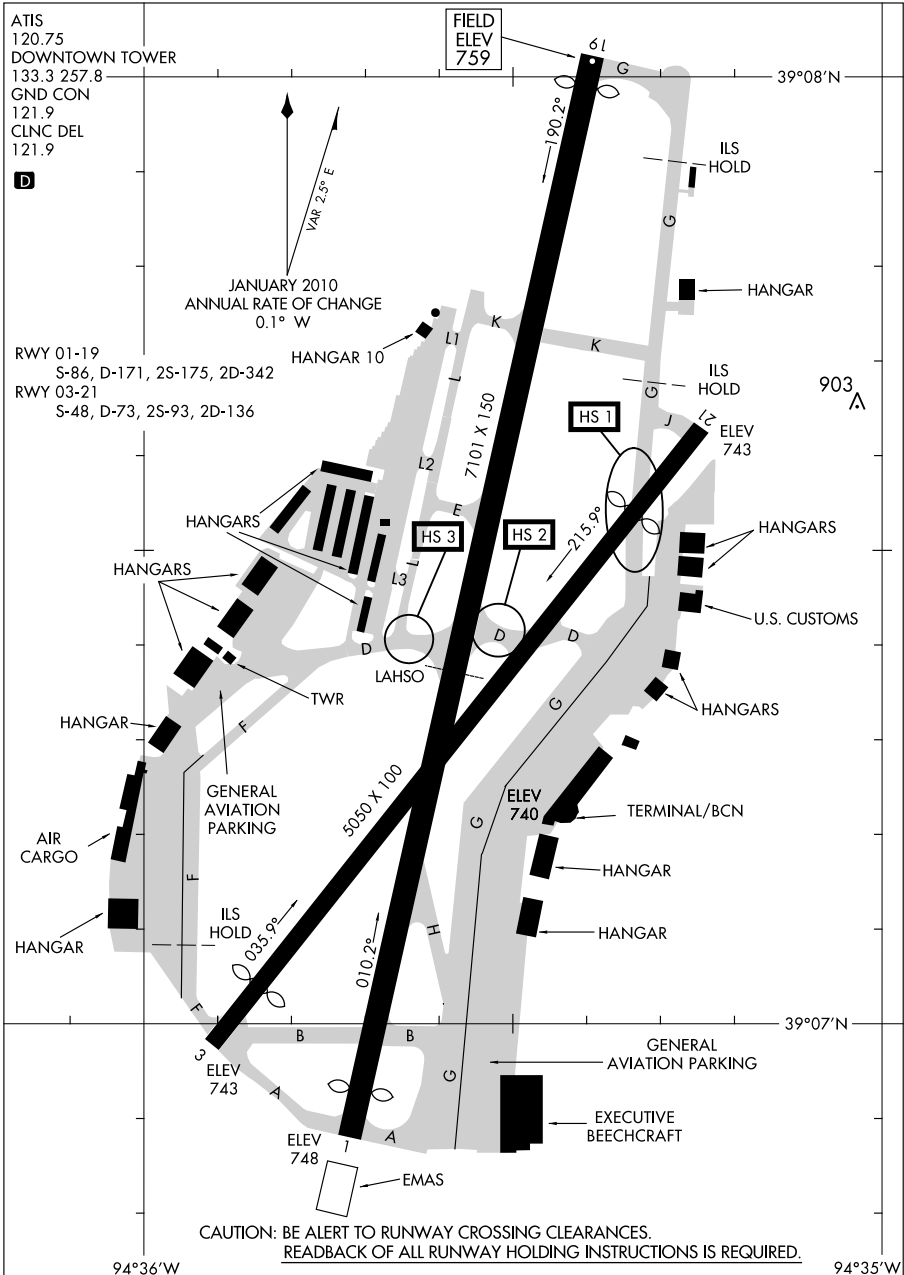 ATIS
120.75
DOWNTOWN TOWER
133.3 257.8
GND CON
121.9
CLNC DEL
121.9
D
FIELD
ELEV
759
19
G
39°08'N
190.2°
ILS
HOLD
VAR 2.5° E
G
JANUARY 2010
ANNUAL RATE OF CHANGE
0.1° W
HANGAR
K
L1
K
HANGAR 10
RWY 01-19
S-86, D-171, 2S-175, 2D-342
RWY 03-21
S-48, D-73, 2S-93, 2D-136
L
ILS
HOLD
G
903
7101 X 150
HS 1
J
21
ELEV
743
L2
E
HANGARS
HS 3
HS 2
215.9°
HANGARS
HANGARS
L
L3
U.S. CUSTOMS
D
D
D
LAHSO
TWR
HANGARS
G
HANGAR
F
GENERAL
AVIATION
PARKING
5050 X 100
ELEV
740
TERMINAL/BCN
G
AIR
CARGO
HANGAR
F
ILS
HOLD
035.9°
HANGAR
H
HANGAR
010.2°
F
39°07'N
B
B
3
ELEV
743
GENERAL
AVIATION PARKING
G
A
EXECUTIVE
BEECHCRAFT
A
ELEV
748
1
EMAS
CAUTION: BE ALERT TO RUNWAY CROSSING CLEARANCES.
READBACK OF ALL RUNWAY HOLDING INSTRUCTIONS IS REQUIRED.
94°36'W
94°35'W